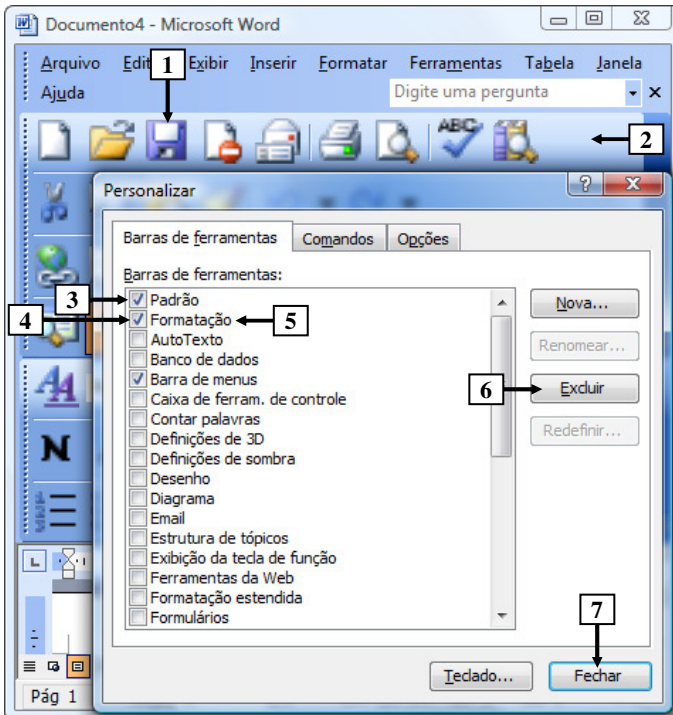 Documento4 - Microsoft Word
Arquivo Edit Exibir Inserir Formatar Ferramentas Tabela Janela
1
Ajuda Digite uma pergunta
2
ABC
Personalizar
Barras de ferramentas Comandos Opções
Barras de ferramentas:
3 Padrão Nova...
4 Formatação 5
AutoTexto Renomear...
Banco de dados
Barra de menus 6 Excluir
Caixa de ferram. de controle
Contar palavras Redefinir...
Definições de 3D
Definições de sombra
Desenho
Diagrama
Email
Estrutura de tópicos
Exibição da tecla de função
Ferramentas da Web
Formatação estendida
Formulários
7
Teclado... Fechar
A A
N
L
Pág 1